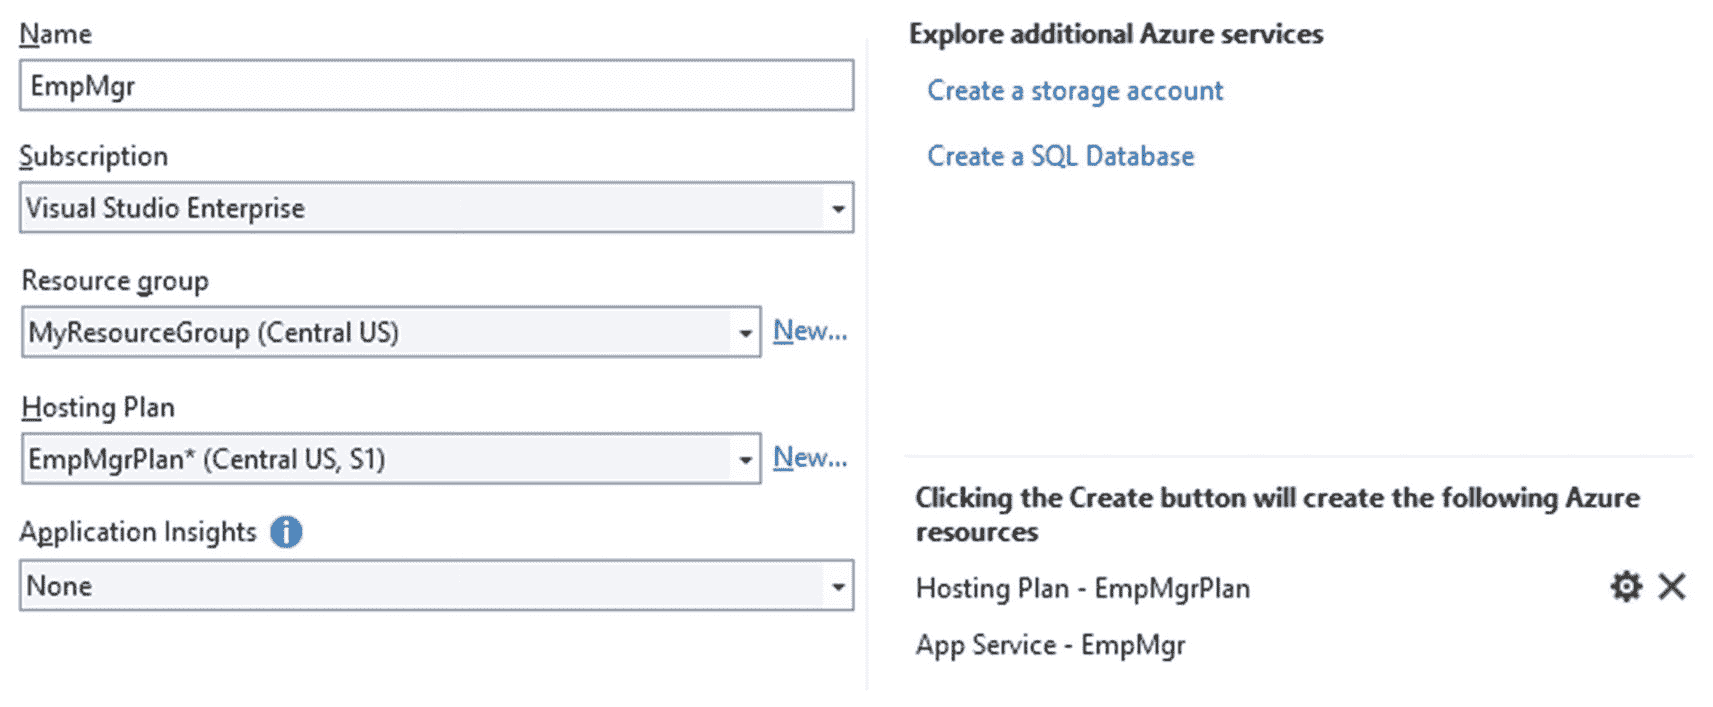 Name
EmpMgr
Subscription
Visual Studio Enterprise
Resource group
MyResourceGroup (Central US)
New...
Hosting Plan
EmpMgrPlan* (Central US, S1)
New...
Application Insights
None
Explore additional Azure services
Create a storage account
Create a SQL Database
Clicking the Create button will create the following Azure
resources
Hosting Plan - EmpMgrPlan
App Service - EmpMgr